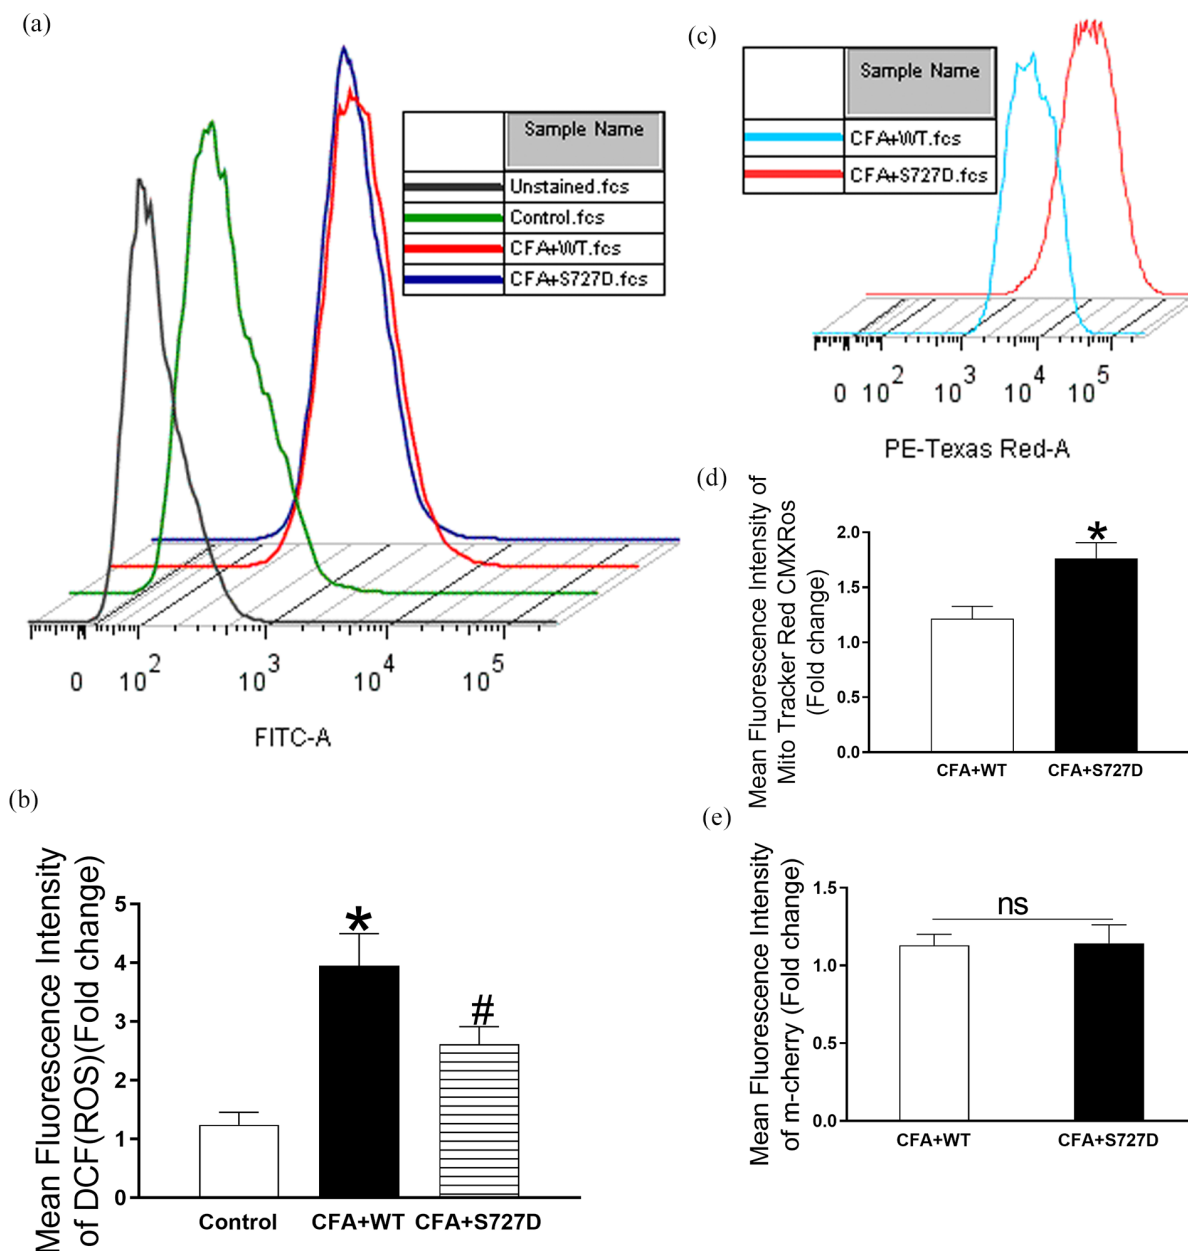 (a)
Sample Name
Unstained.fcs
Control.fcs
CFA+WT.fcs
CFA+S727D.fcs
0 10^2 10^3 10^4 10^5
FITC-A
(b)
Mean Fluorescence Intensity
of DCF(ROS)(Fold change)
5
4
3
2
1
0
*
#
Control CFA+WT CFA+S727D
(c)
Sample Name
CFA+WT.fcs
CFA+S727D.fcs
0 10^2 10^3 10^4 10^5
PE-Texas Red-A
(d)
Mean Fluorescence Intensity of
Mito Tracker Red CMXRos
(Fold change)
2.0
1.5
1.0
0.5
0.0
*
CFA+WT CFA+S727D
(e)
Mean Fluorescence Intensity
of m-cherry (Fold change)
1.5
1.0
0.5
0.0
ns
CFA+WT CFA+S727D